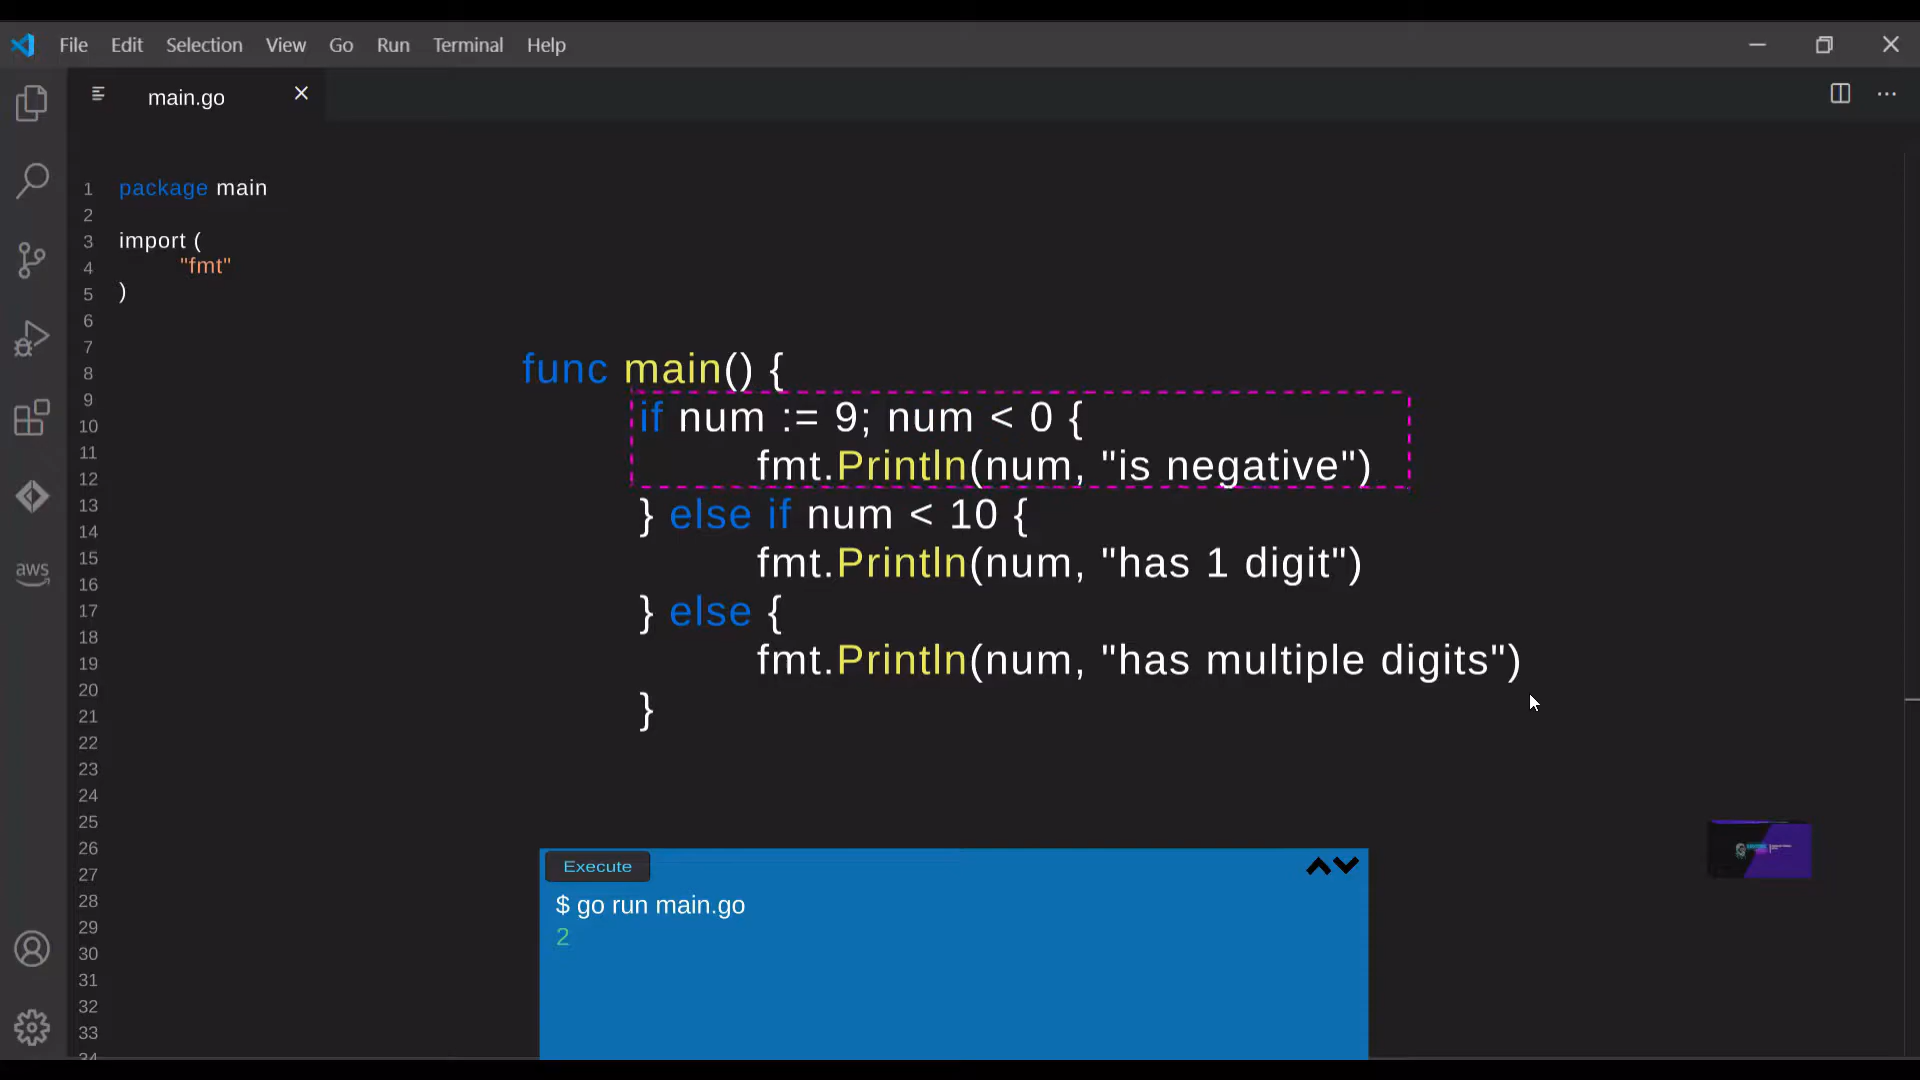 File Edit Selection View Go Run Terminal Help
main.go
1 package main
2
3 import (
4 "fmt"
5 )
6
7
8
9
10
11
12
13
14
15
16
17
18
19
20
21
22
23
24
25
26
27
28
29
30
31
32
33
34
func main() {
if num := 9; num < 0 {
fmt.Println(num, "is negative")
} else if num < 10 {
fmt.Println(num, "has 1 digit")
} else {
fmt.Println(num, "has multiple digits")
}
aws
Execute
$ go run main.go
2